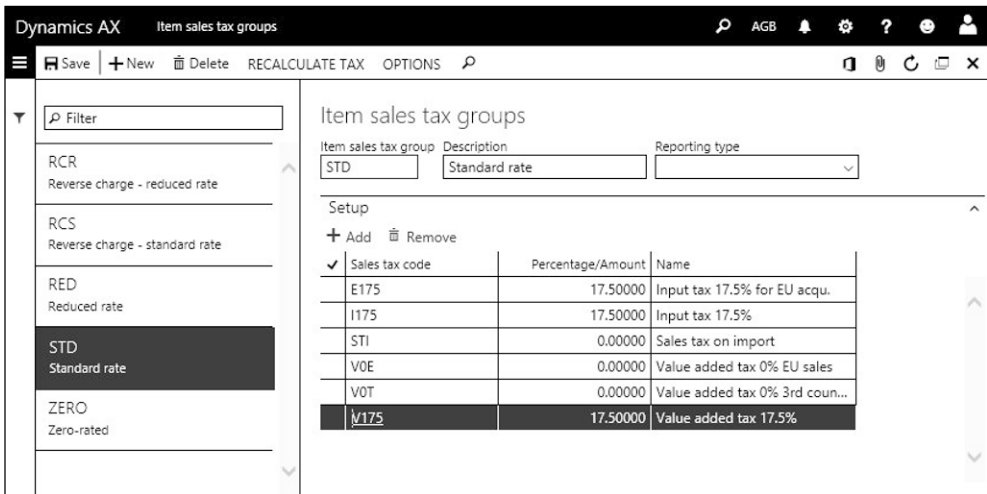 Dynamics AX Item sales tax groups AGB ?
Save + New Delete RECALCULATE TAX OPTIONS
Filter
RCR
Reverse charge - reduced rate
RCS
Reverse charge - standard rate
RED
Reduced rate
STD
Standard rate
ZERO
Zero-rated
Item sales tax groups
Item sales tax group Description Reporting type
STD Standard rate
Setup
+ Add Remove
Sales tax code Percentage/Amount Name
E175 17.50000 Input tax 17.5% for EU acqu.
I175 17.50000 Input tax 17.5%
STI 0.00000 Sales tax on import
V0E 0.00000 Value added tax 0% EU sales
V0T 0.00000 Value added tax 0% 3rd coun...
V175 17.50000 Value added tax 17.5%